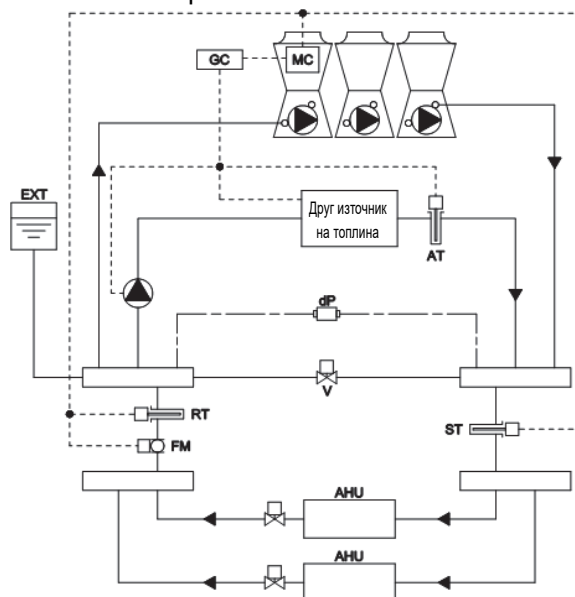 GC
MC
EXT
Друг източник
на топлина
AT
dP
V
RT
ST
FM
AHU
AHU